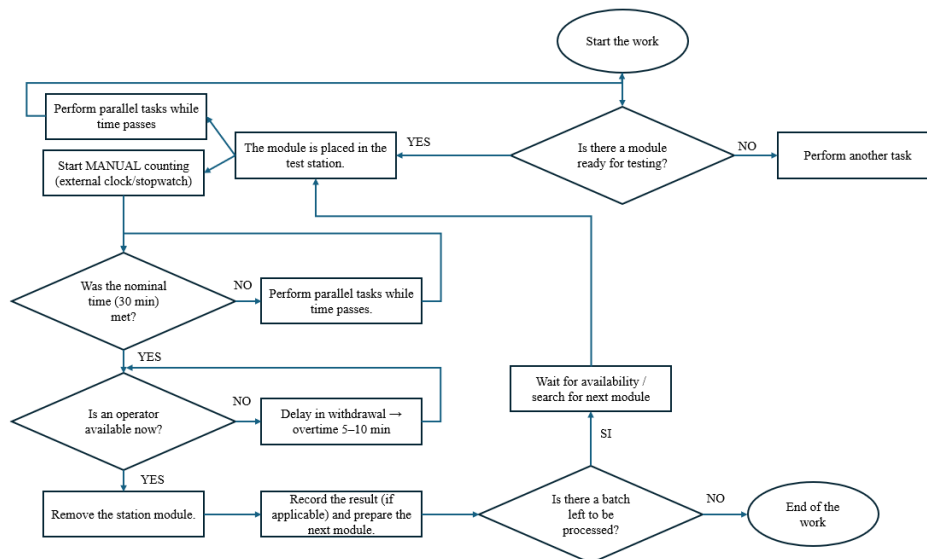 Start the work
Perform parallel tasks while
time passes
The module is placed in the
test station.
YES
Is there a module
ready for testing?
NO
Perform another task
Start MANUAL counting
(external clock/stopwatch)
Was the nominal
time (30 min)
met?
NO
Perform parallel tasks while
time passes.
YES
Is an operator
available now?
NO
Delay in withdrawal →
overtime 5–10 min
Wait for availability /
search for next module
SI
YES
Remove the station module.
Record the result (if
applicable) and prepare the
next module.
Is there a batch
left to be
processed?
NO
End of the
work